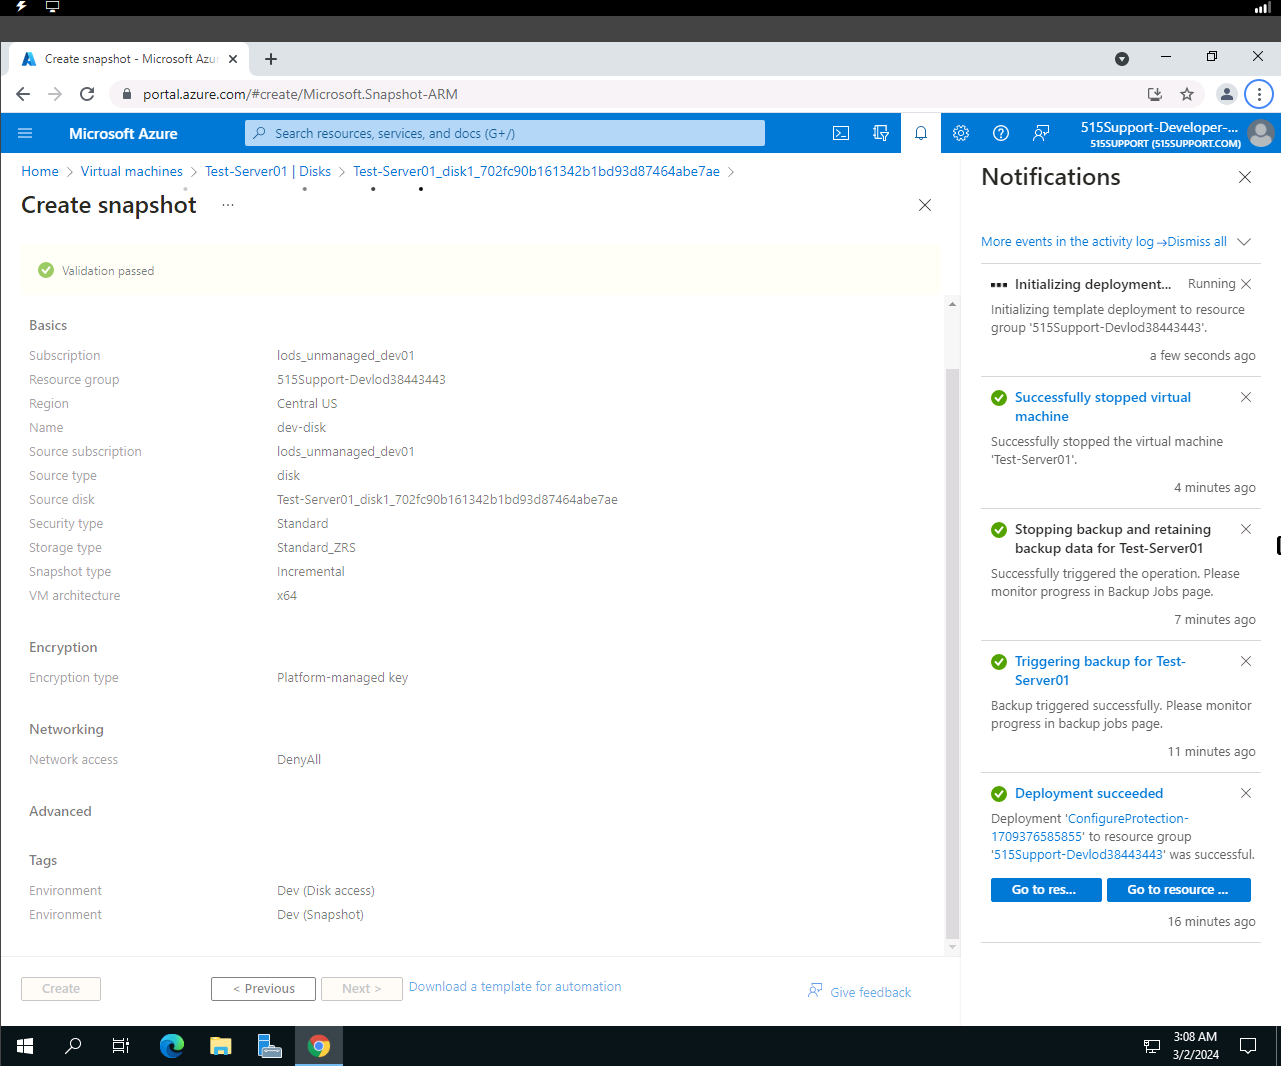 Create snapshot - Microsoft Azu
portal.azure.com/#create/Microsoft.Snapshot-ARM
Microsoft Azure
Search resources, services, and docs (G+/)
515Support-Developer-...
515SUPPORT (515SUPPORT.COM)
Home > Virtual machines > Test-Server01 | Disks > Test-Server01_disk1_702fc90b161342b1bd93d87464abe7ae >
Create snapshot ...
Validation passed
Basics
Subscription lods_unmanaged_dev01
Resource group 515Support-Devlod38443443
Region Central US
Name dev-disk
Source subscription lods_unmanaged_dev01
Source type disk
Source disk Test-Server01_disk1_702fc90b161342b1bd93d87464abe7ae
Security type Standard
Storage type Standard_ZRS
Snapshot type Incremental
VM architecture x64
Encryption
Encryption type Platform-managed key
Networking
Network access DenyAll
Advanced
Tags
Environment Dev (Disk access)
Environment Dev (Snapshot)
Create
< Previous
Next >
Download a template for automation
Give feedback
Notifications
More events in the activity log → Dismiss all
Initializing deployment... Running
Initializing template deployment to resource
group '515Support-Devlod38443443'.
a few seconds ago
Successfully stopped virtual
machine
Successfully stopped the virtual machine
'Test-Server01'.
4 minutes ago
Stopping backup and retaining
backup data for Test-Server01
Successfully triggered the operation. Please
monitor progress in Backup Jobs page.
7 minutes ago
Triggering backup for Test-
Server01
Backup triggered successfully. Please monitor
progress in backup jobs page.
11 minutes ago
Deployment succeeded
Deployment 'ConfigureProtection-
1709376585855' to resource group
'515Support-Devlod38443443' was successful.
Go to res...
Go to resource ...
16 minutes ago
3:08 AM
3/2/2024